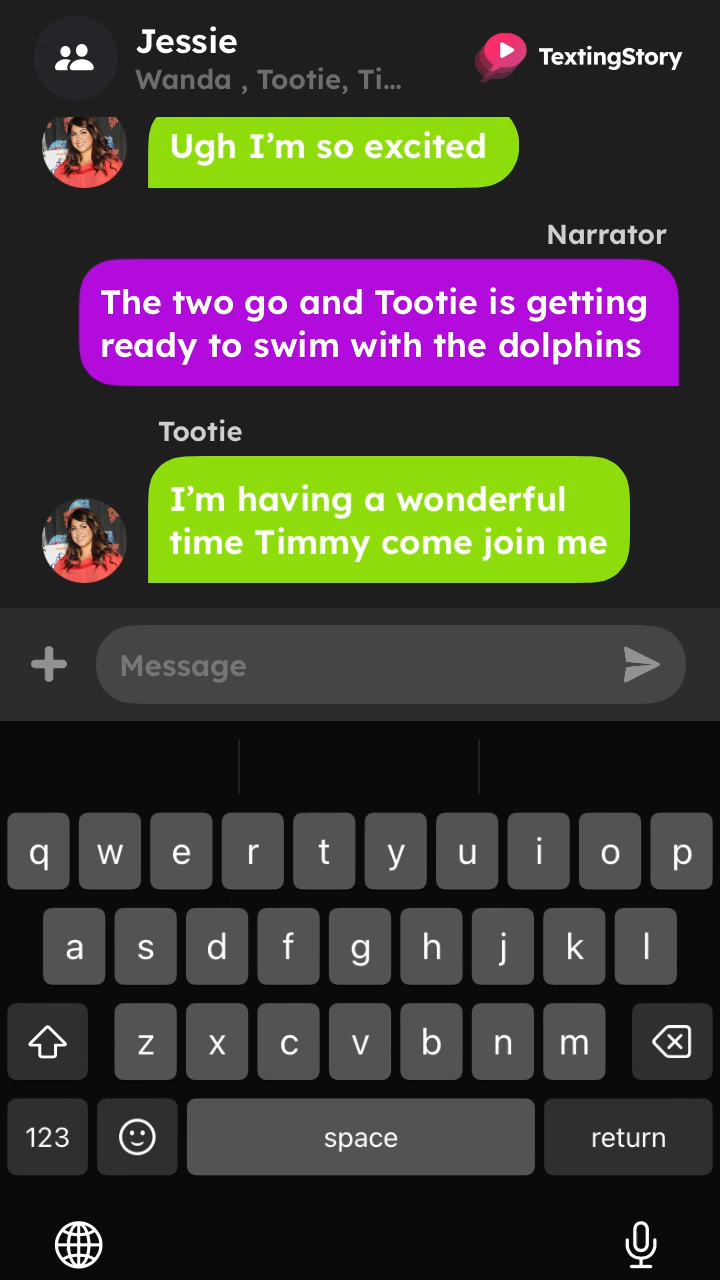 Jessie
Wanda , Tootie, Ti...
TextingStory
Ugh I'm so excited
Narrator
The two go and Tootie is getting
ready to swim with the dolphins
Tootie
I'm having a wonderful
time Timmy come join me
Message
q w e r t y u i o p
a s d f g h j k l
z x c v b n m
123 space return